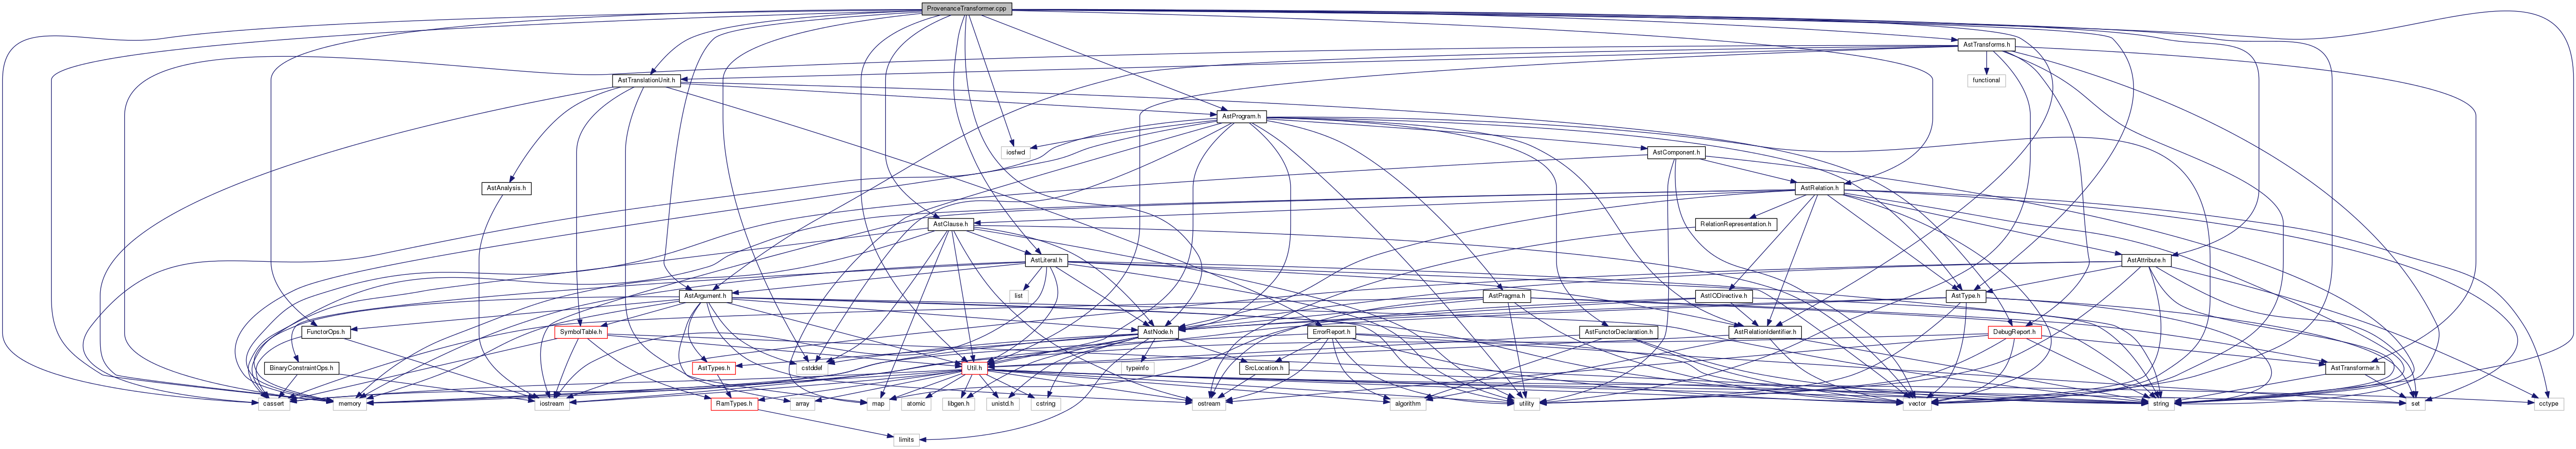 ProvenanceTransformer.cpp
AstTransforms.h
AstTranslationUnit.h
functional
AstProgram.h
iosfwd
AstComponent.h
AstAnalysis.h
AstRelation.h
AstClause.h
RelationRepresentation.h
AstLiteral.h
AstAttribute.h
list
AstArgument.h
AstPragma.h
AstIODirective.h
AstType.h
FunctorOps.h
SymbolTable.h
AstNode.h
ErrorReport.h
AstFunctorDeclaration.h
AstRelationIdentifier.h
DebugReport.h
BinaryConstraintOps.h
AstTypes.h
cstddef
Util.h
typeinfo
SrcLocation.h
AstTransformer.h
cassert
memory
iostream
RamTypes.h
array
map
atomic
libgen.h
unistd.h
cstring
ostream
algorithm
utility
vector
string
set
cctype
limits